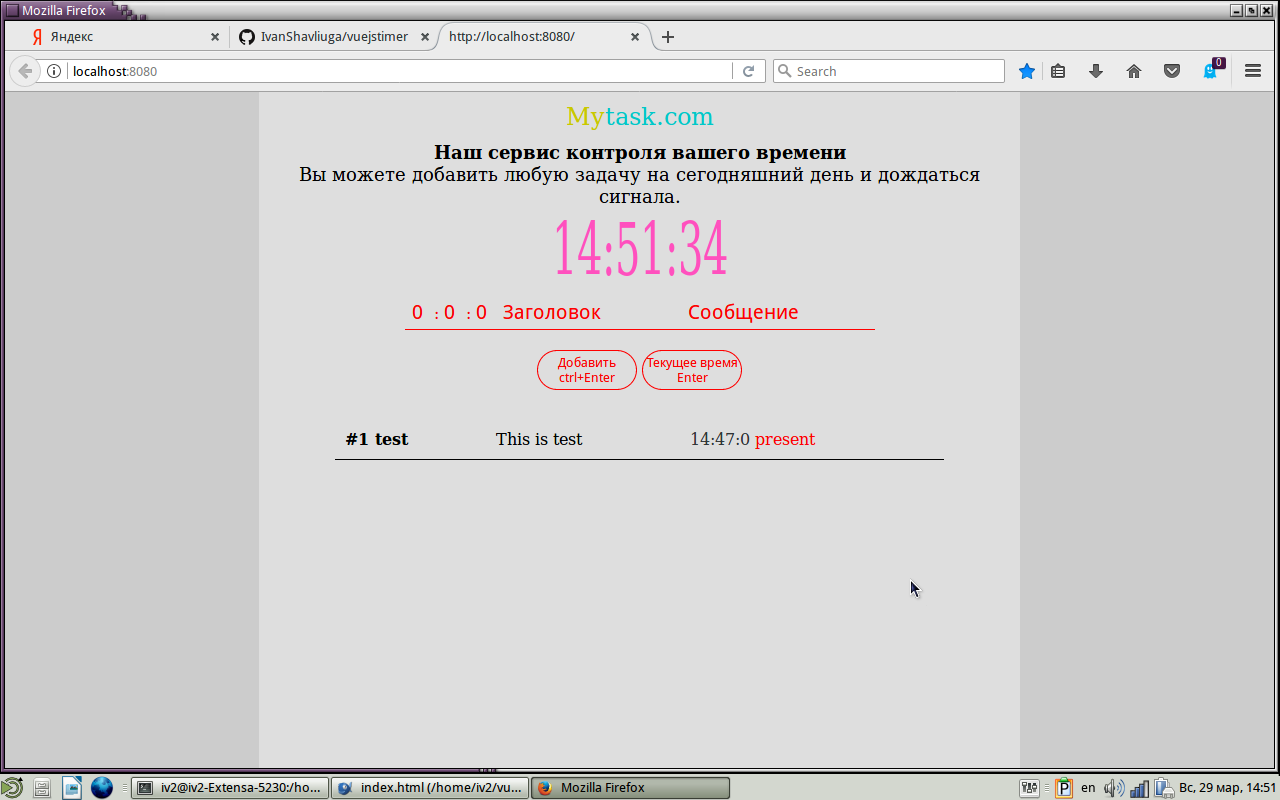 Mozilla Firefox
Яндекс
IvanShavliuga/vuejstimer
http://localhost:8080/
localhost:8080
Search
0
Mytask.com
Наш сервис контроля вашего времени
Вы можете добавить любую задачу на сегодняшний день и дождаться
сигнала.
14:51:34
0 : 0 : 0 Заголовок Сообщение
Добавить
ctrl+Enter
Текущее время
Enter
#1 test This is test 14:47:0 present
iv2@iv2-Extensa-5230:/ho...
index.html (/home/iv2/vu...
Mozilla Firefox
en
Вс, 29 мар, 14:51